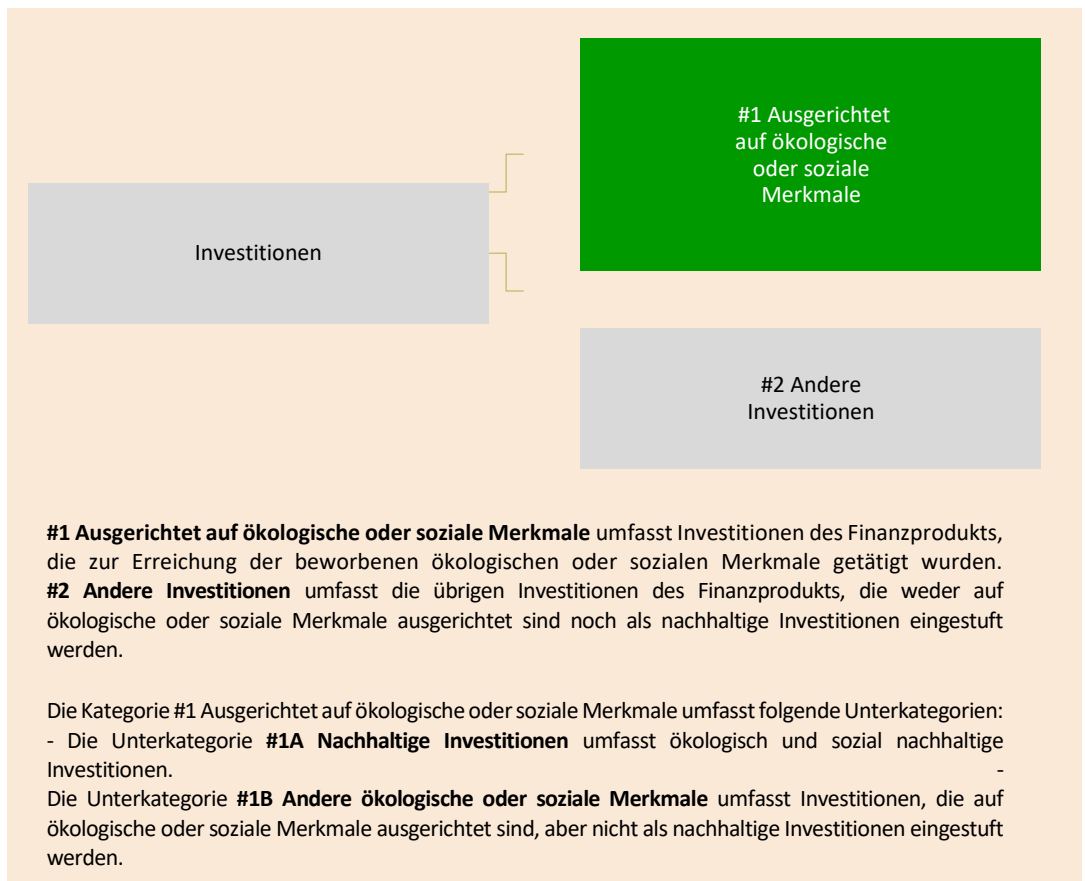 #1 Ausgerichtet
auf ökologische
oder soziale
Merkmale
Investitionen
#2 Andere
Investitionen
#1 Ausgerichtet auf ökologische oder soziale Merkmale umfasst Investitionen des Finanzprodukts,
die zur Erreichung der beworbenen ökologischen oder sozialen Merkmale getätigt wurden.
#2 Andere Investitionen umfasst die übrigen Investitionen des Finanzprodukts, die weder auf
ökologische oder soziale Merkmale ausgerichtet sind noch als nachhaltige Investitionen eingestuft
werden.
Die Kategorie #1 Ausgerichtet auf ökologische oder soziale Merkmale umfasst folgende Unterkategorien:
- Die Unterkategorie #1A Nachhaltige Investitionen umfasst ökologisch und sozial nachhaltige
Investitionen. -
Die Unterkategorie #1B Andere ökologische oder soziale Merkmale umfasst Investitionen, die auf
ökologische oder soziale Merkmale ausgerichtet sind, aber nicht als nachhaltige Investitionen eingestuft
werden.